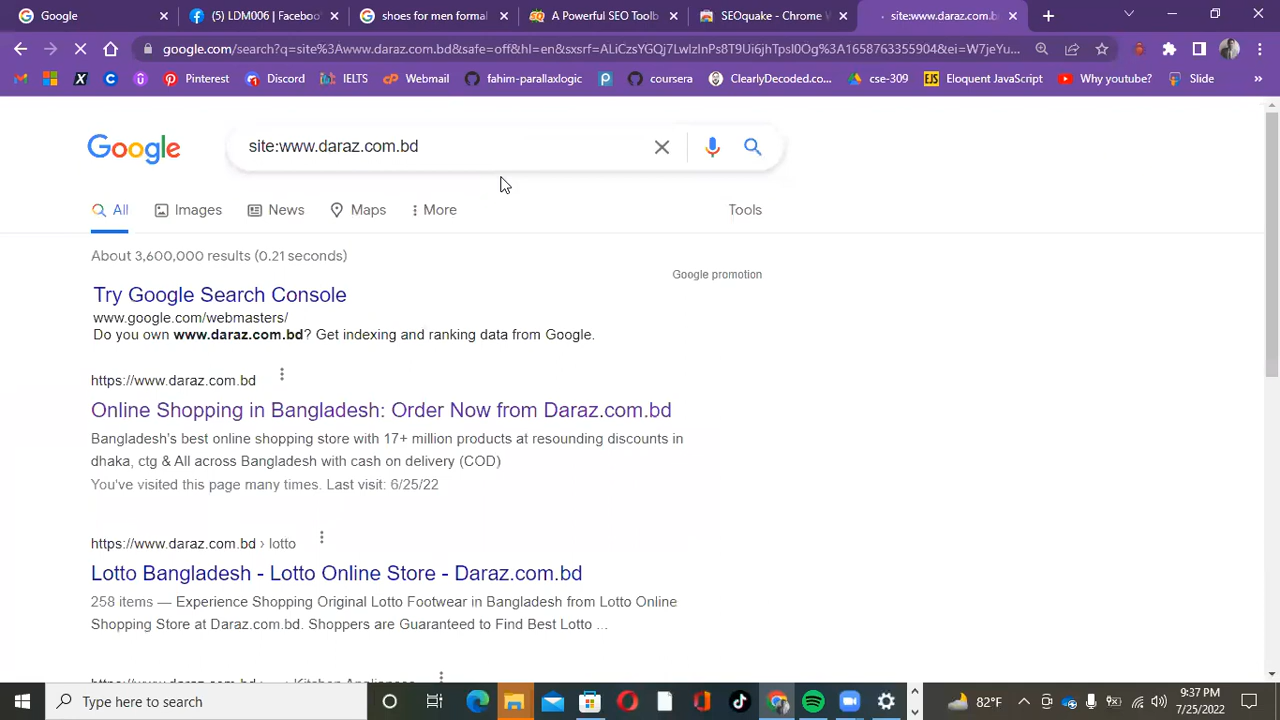 Google
(5) LDM006 | Facebook
shoes for men formal
A Powerful SEO Toolb
SEOquake - Chrome W
site:www.daraz.com.b
google.com/search?q=site%3Awww.daraz.com.bd&safe=off&hl=en&sxsrf=ALiCzsYGQj7LwlzInPs8T9Ui6jhTpsI0Og%3A1658763355904&ei=W7jeYu...
Pinterest
Discord
IELTS
Webmail
fahim-parallaxlogic
coursera
ClearlyDecoded.co...
cse-309
EJS Eloquent JavaScript
Why youtube?
Slide
Google
site:www.daraz.com.bd
All Images News Maps More Tools
About 3,600,000 results (0.21 seconds)
Google promotion
Try Google Search Console
www.google.com/webmasters/
Do you own www.daraz.com.bd? Get indexing and ranking data from Google.
https://www.daraz.com.bd
Online Shopping in Bangladesh: Order Now from Daraz.com.bd
Bangladesh's best online shopping store with 17+ million products at resounding discounts in
dhaka, ctg & All across Bangladesh with cash on delivery (COD)
You've visited this page many times. Last visit: 6/25/22
https://www.daraz.com.bd › lotto
Lotto Bangladesh - Lotto Online Store - Daraz.com.bd
258 items — Experience Shopping Original Lotto Footwear in Bangladesh from Lotto Online
Shopping Store at Daraz.com.bd. Shoppers are Guaranteed to Find Best Lotto ...
Type here to search
82°F
9:37 PM
7/25/2022